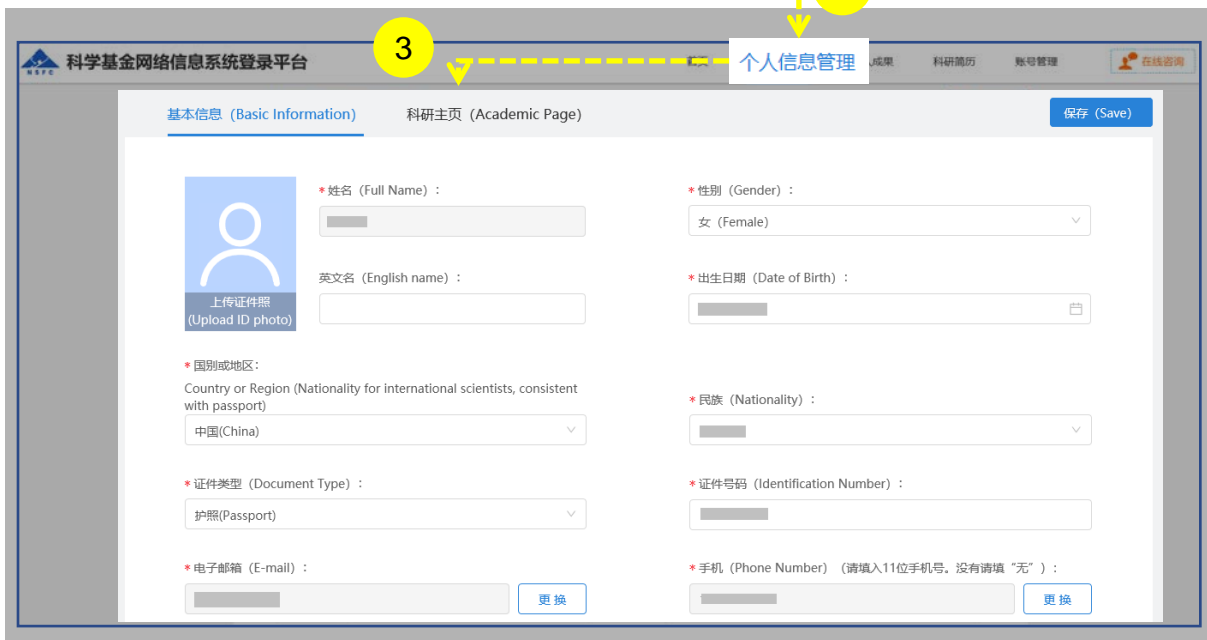 3
NSFC 科学基金网络信息系统登录平台
首页 个人信息管理 成果 科研简历 账号管理 在线咨询
基本信息（Basic Information） 科研主页（Academic Page） 保存（Save）
*姓名（Full Name）： *性别（Gender）：
女（Female）
英文名（English name）： *出生日期（Date of Birth）：
上传证件照
(Upload ID photo)
*国别或地区：
Country or Region (Nationality for international scientists, consistent
with passport) *民族（Nationality）：
中国(China)
*证件类型（Document Type）： *证件号码（Identification Number）：
护照(Passport)
*电子邮箱（E-mail）： *手机（Phone Number）（请填入11位手机号。没有请填“无”）：
更换 更换